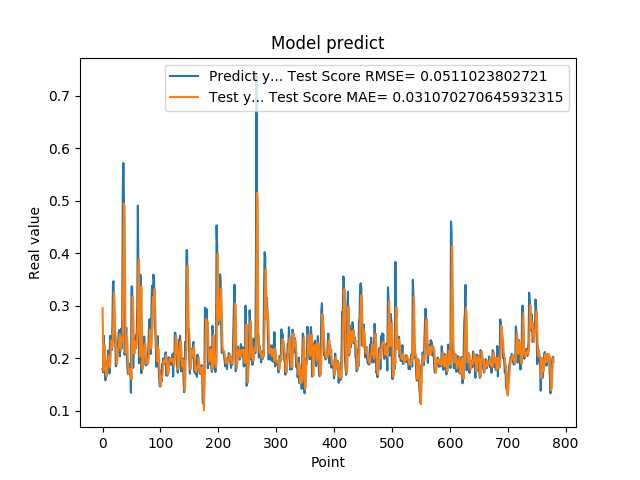 Model predict
Predict y... Test Score RMSE= 0.0511023802721
Test y... Test Score MAE= 0.031070270645932315
0.7
0.6
0.5
0.4
0.3
0.2
0.1
Real value
0 100 200 300 400 500 600 700 800
Point